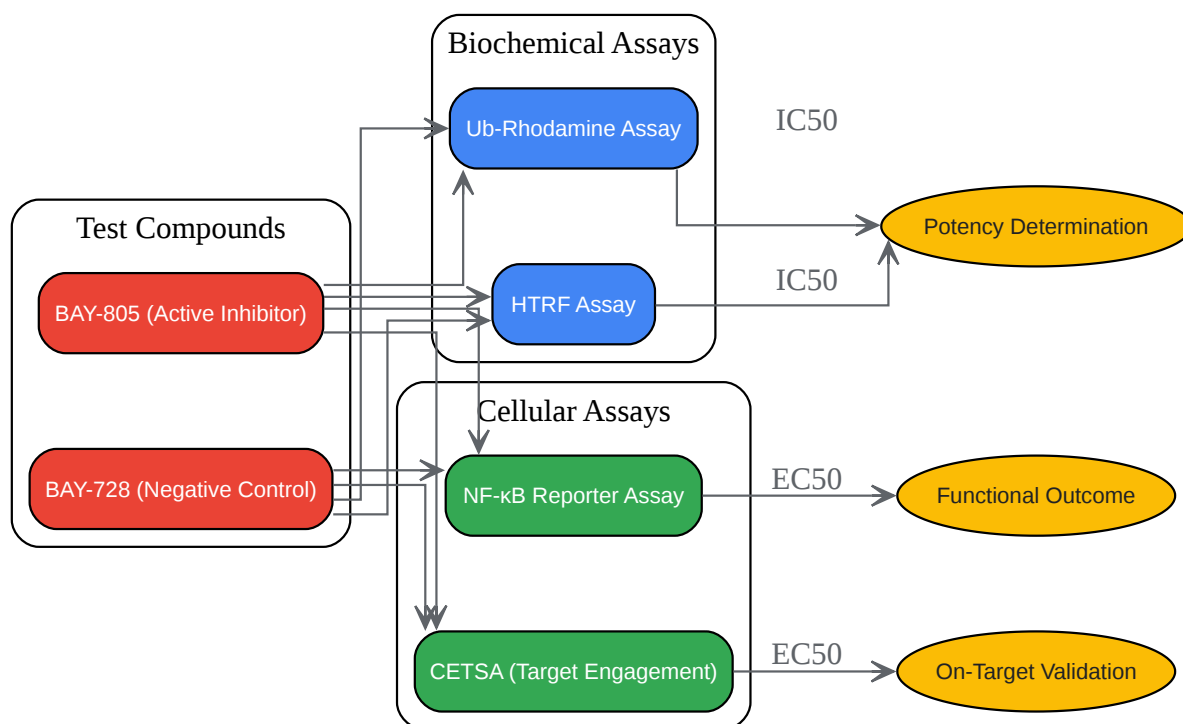 Test Compounds
BAY-805 (Active Inhibitor)
BAY-728 (Negative Control)
Biochemical Assays
Ub-Rhodamine Assay
HTRF Assay
Cellular Assays
NF-κB Reporter Assay
CETSA (Target Engagement)
IC50
IC50
EC50
EC50
Potency Determination
Functional Outcome
On-Target Validation